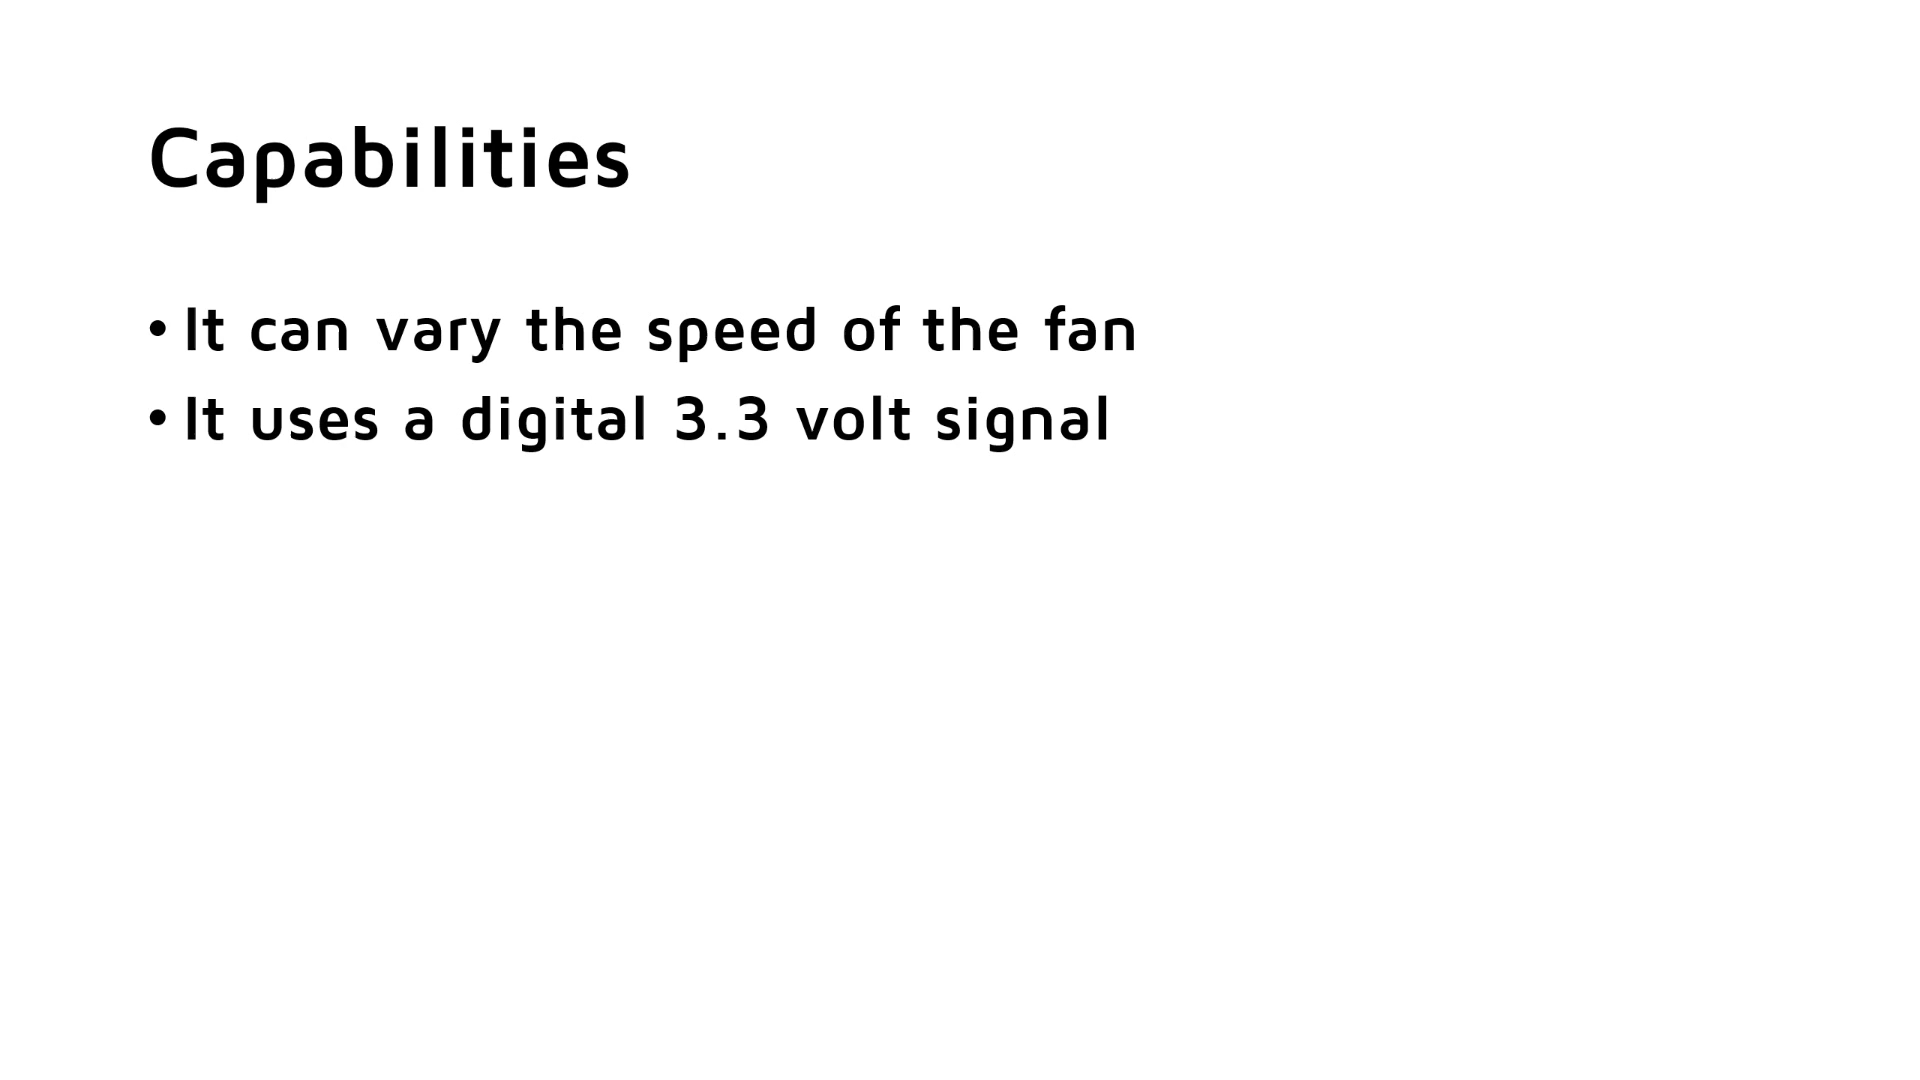 Capabilities
• It can vary the speed of the fan
• It uses a digital 3.3 volt signal